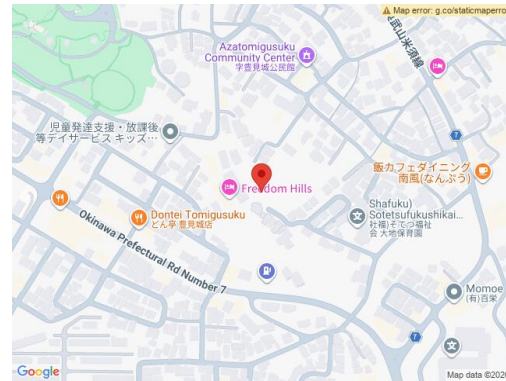 Map error: g.co/staticmaperro
Azatomigusuku
Community Center
字豊見城公民館
武山米須線
7
児童発達支援・放課後
等デイサービス キッズ…
Freedom Hills
飯カフェダイニング
南風(なんぷう)
Dontei Tomigusuku
どん亭 豊見城店
Shafuku)
Sotetsufukushikai...
社福)そてつ福祉
会 大地保育園
Okinawa Prefectural Rd Number 7
Momoe
(有)百栄
7
Google
Map data ©2026